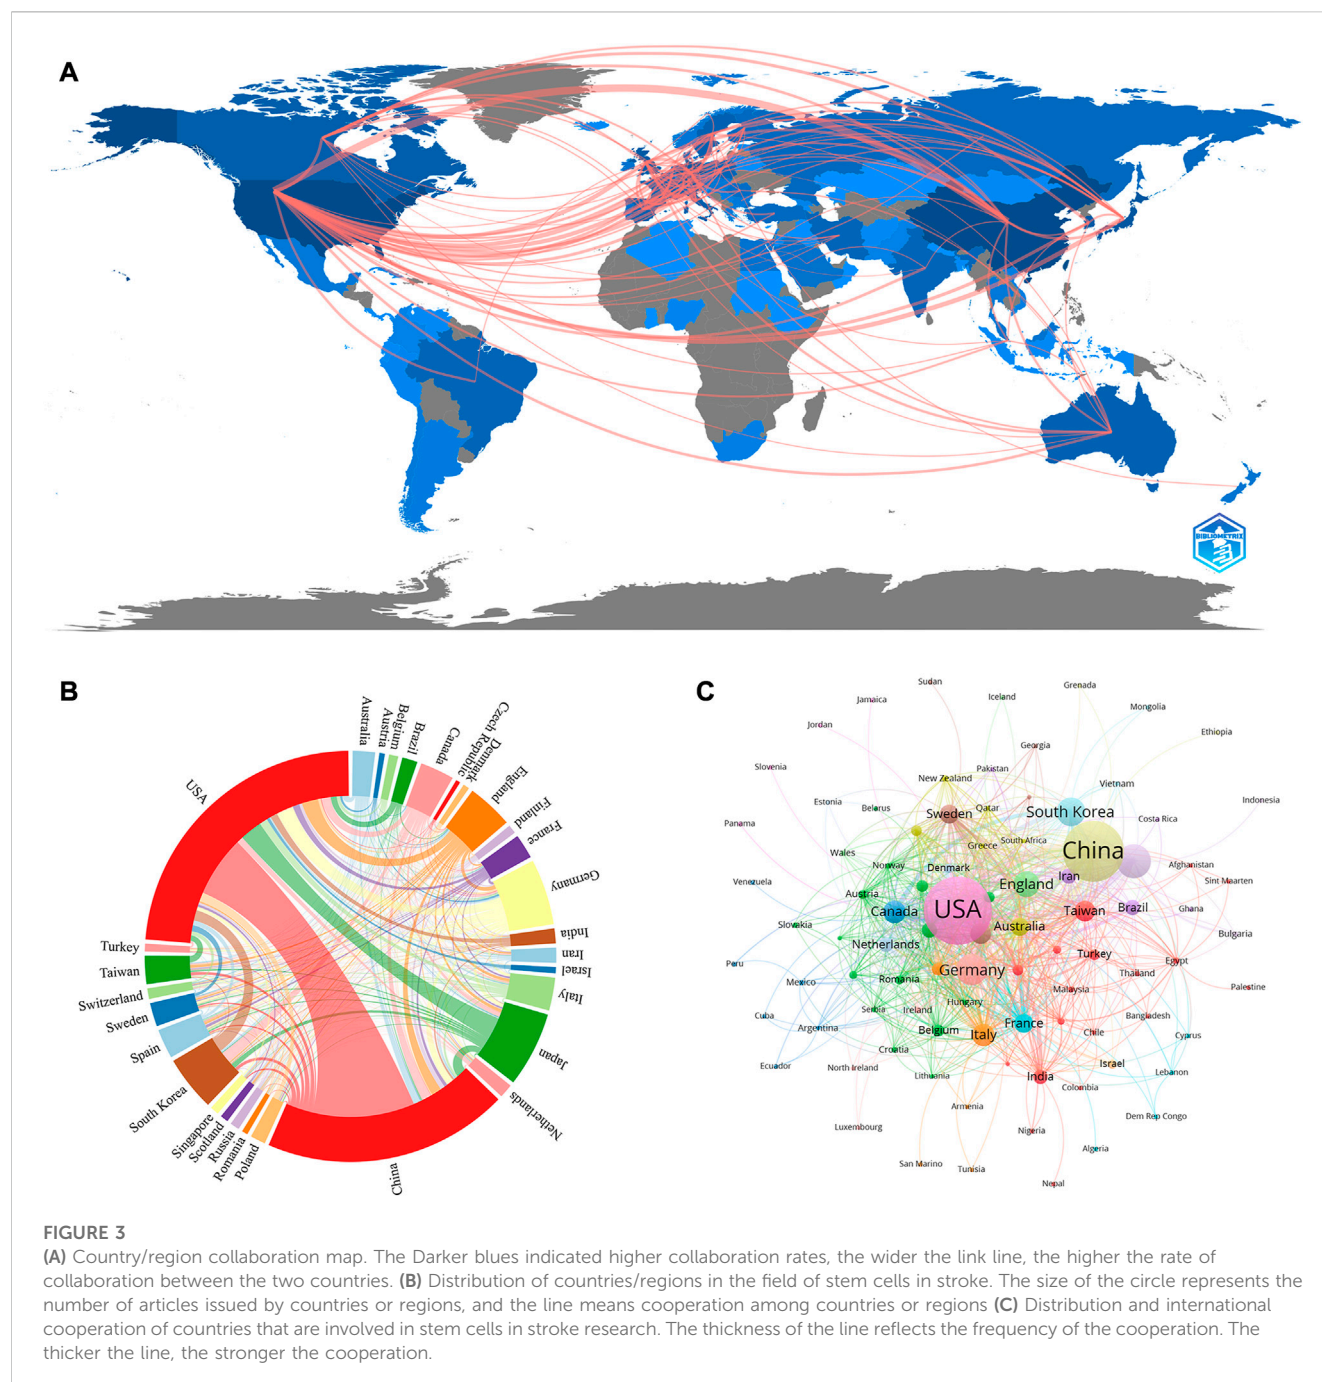 A
BIBLIOMETRIX
B
Australia
Austria
Belgium
Brazil
Canada
Czech Republic
Denmark
England
Finland
France
Germany
India
Iran
Israel
Italy
Japan
Netherlands
China
Poland
Romania
Russia
Scotland
Singapore
South Korea
Spain
Sweden
Switzerland
Taiwan
Turkey
USA
C
Sudan
Jamaica
Iceland
Grenada
Mongolia
Jordan
Ethiopia
Georgia
Slovenia
Pakistan
New Zealand
Vietnam
Estonia
Belarus
Qatar
Indonesia
Sweden
South Korea
Panama
Costa Rica
Wales
Greece
South Africa
China
Norway
Denmark
Iran
Afghanistan
Venezuela
Austria
England
Sint Maarten
Canada
USA
Taiwan
Brazil
Ghana
Slovakia
Australia
Bulgaria
Netherlands
Turkey
Peru
Germany
Egypt
Mexico
Romania
Thailand
Malaysia
Palestine
Hungary
Cuba
Serbia
Ireland
Bangladesh
Argentina
Belgium
Italy
France
Chile
Cyprus
Croatia
Ecuador
North Ireland
Israel
Lebanon
Lithuania
India
Colombia
Armenia
Dem Rep Congo
Luxembourg
Nigeria
Algeria
San Marino
Tunisia
Nepal
FIGURE 3
(A) Country/region collaboration map. The Darker blues indicated higher collaboration rates, the wider the link line, the higher the rate of
collaboration between the two countries. (B) Distribution of countries/regions in the field of stem cells in stroke. The size of the circle represents the
number of articles issued by countries or regions, and the line means cooperation among countries or regions (C) Distribution and international
cooperation of countries that are involved in stem cells in stroke research. The thickness of the line reflects the frequency of the cooperation. The
thicker the line, the stronger the cooperation.